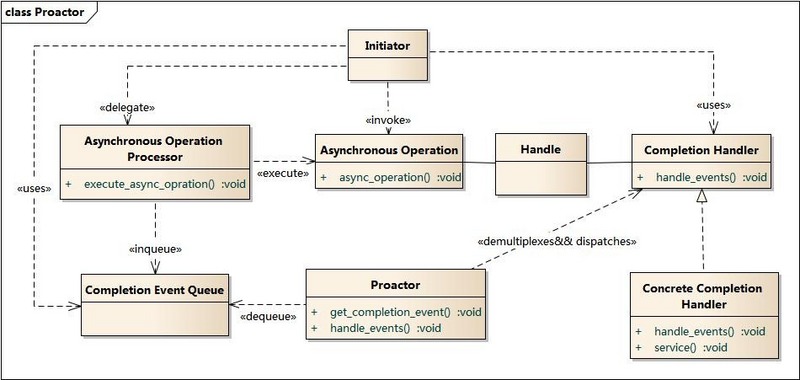 class Proactor
Initiator
«delegate»
«invoke»
«uses»
Asynchronous Operation
Processor
+ execute_async_opration() :void
«execute»
Asynchronous Operation
+ async_operation() :void
Handle
Completion Handler
+ handle_events() :void
«uses»
«inqueue»
«demultiplexes&& dispatches»
Completion Event Queue
«dequeue»
Proactor
+ get_completion_event() :void
+ handle_events() :void
Concrete Completion
Handler
+ handle_events() :void
+ service() :void